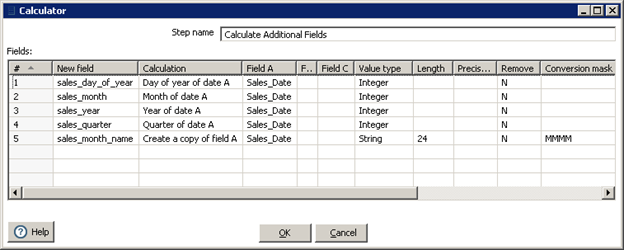 Calculator
Step name Calculate Additional Fields
Fields:
# New field Calculation Field A F.. Field C Value type Length Precis... Remove Conversion mask
1 sales_day_of_year Day of year of date A Sales_Date Integer N
2 sales_month Month of date A Sales_Date Integer N
3 sales_year Year of date A Sales_Date Integer N
4 sales_quarter Quarter of date A Sales_Date Integer N
5 sales_month_name Create a copy of field A Sales_Date String 24 N MMMM
Help OK Cancel